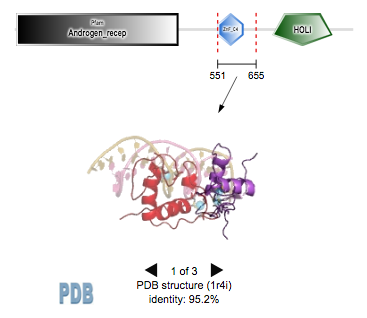 Pfam
Androgen_recep
ZnF_C4
HOLI
551
655
1 of 3
PDB structure (1r4i)
identity: 95.2%
PDB